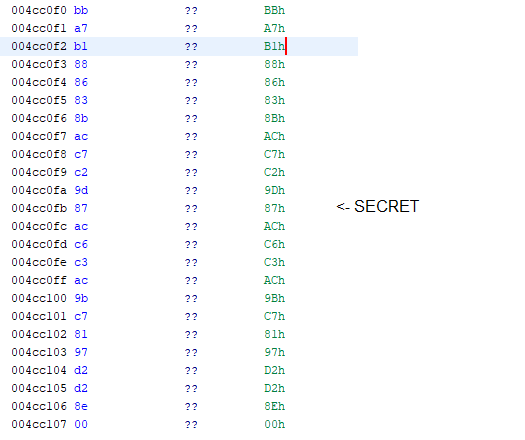 004cc0f0 bb ?? BBh
004cc0f1 a7 ?? A7h
004cc0f2 b1 ?? B1h
004cc0f3 88 ?? 88h
004cc0f4 86 ?? 86h
004cc0f5 83 ?? 83h
004cc0f6 8b ?? 8Bh
004cc0f7 ac ?? ACh
004cc0f8 c7 ?? C7h
004cc0f9 c2 ?? C2h
004cc0fa 9d ?? 9Dh
004cc0fb 87 ?? 87h <- SECRET
004cc0fc ac ?? ACh
004cc0fd c6 ?? C6h
004cc0fe c3 ?? C3h
004cc0ff ac ?? ACh
004cc100 9b ?? 9Bh
004cc101 c7 ?? C7h
004cc102 81 ?? 81h
004cc103 97 ?? 97h
004cc104 d2 ?? D2h
004cc105 d2 ?? D2h
004cc106 8e ?? 8Eh
004cc107 00 ?? 00h